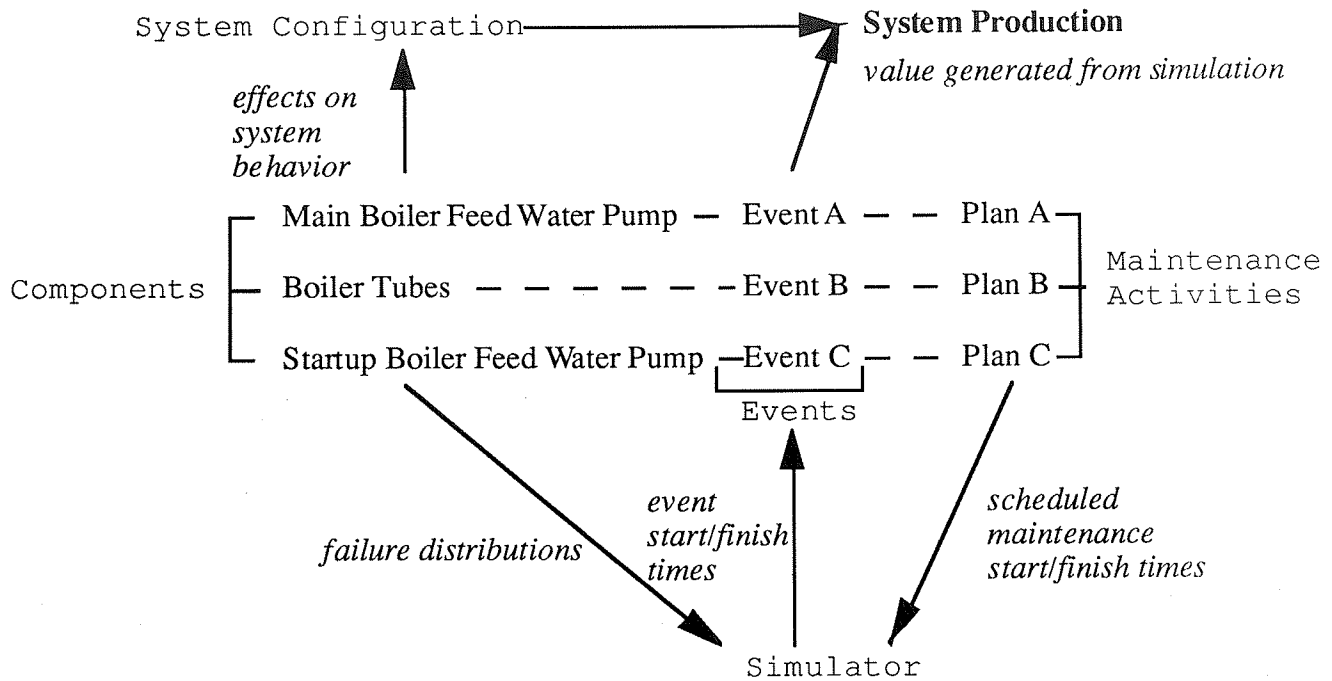 System Configuration
System Production
value generated from simulation
effects on
system
behavior
Main Boiler Feed Water Pump
Event A
Plan A
Components
Boiler Tubes
Event B
Plan B
Maintenance
Activities
Startup Boiler Feed Water Pump
Event C
Plan C
Events
failure distributions
event
start/finish
times
scheduled
maintenance
start/finish times
Simulator